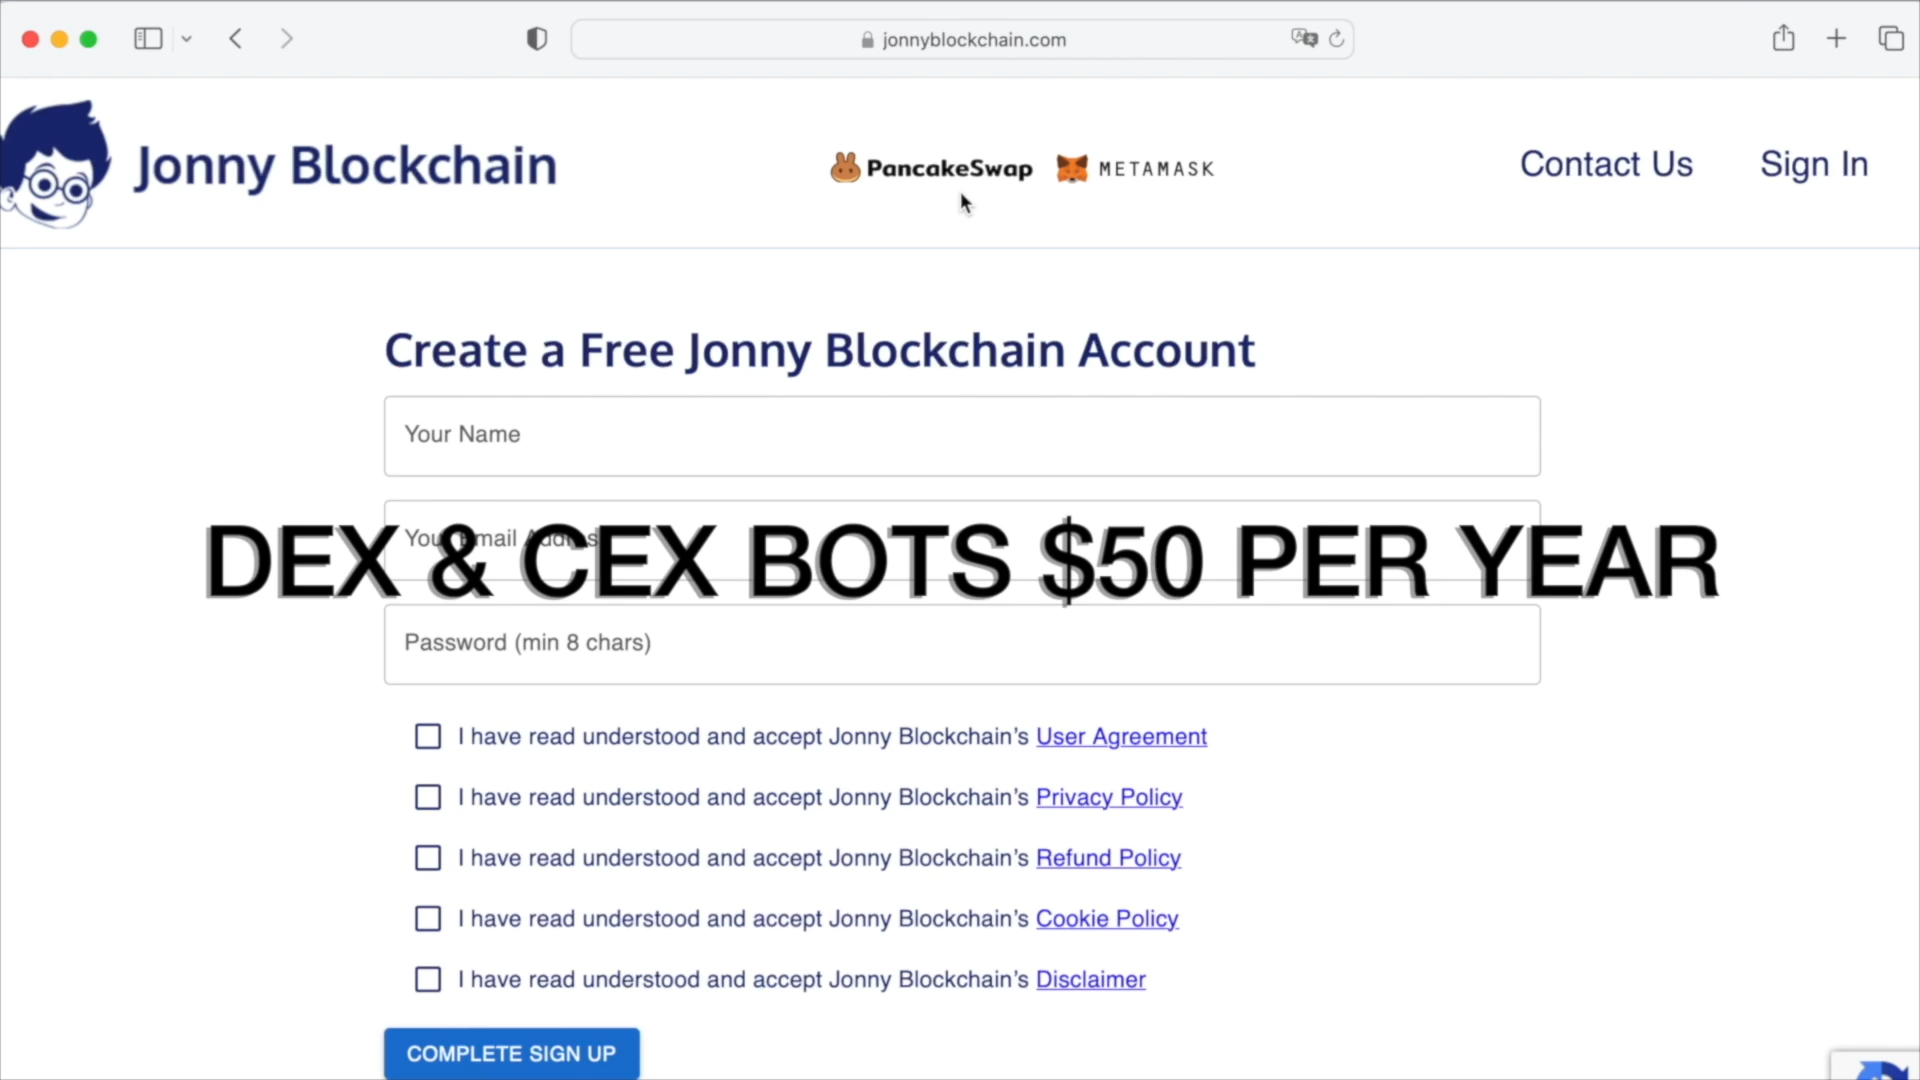 jonnyblockchain.com
Jonny Blockchain
PancakeSwap METAMASK
Contact Us
Sign In
Create a Free Jonny Blockchain Account
Your Name
Your Email Address
DEX & CEX BOTS $50 PER YEAR
Password (min 8 chars)
I have read understood and accept Jonny Blockchain's User Agreement
I have read understood and accept Jonny Blockchain's Privacy Policy
I have read understood and accept Jonny Blockchain's Refund Policy
I have read understood and accept Jonny Blockchain's Cookie Policy
I have read understood and accept Jonny Blockchain's Disclaimer
COMPLETE SIGN UP